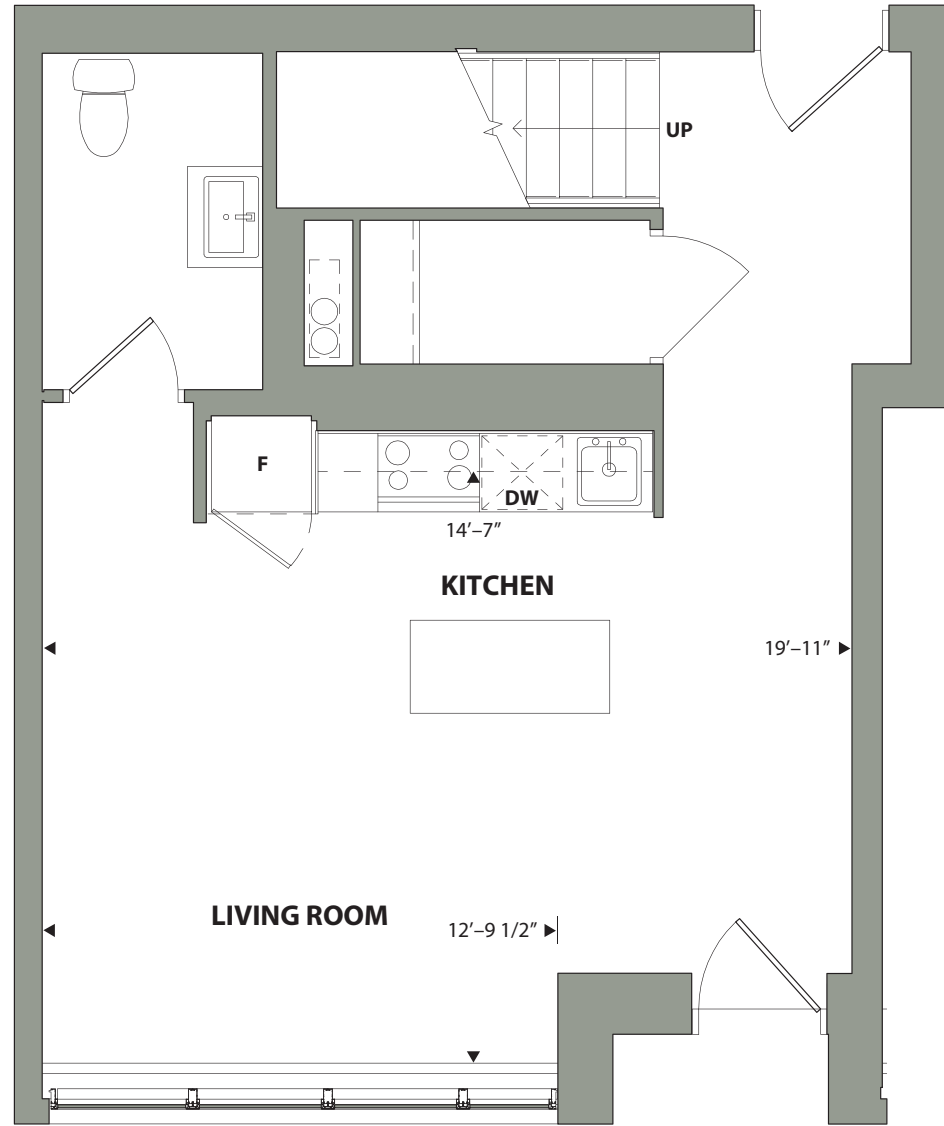 UP
F
DW
14’–7”
KITCHEN
19’–11”
LIVING ROOM
12’–9 1/2”